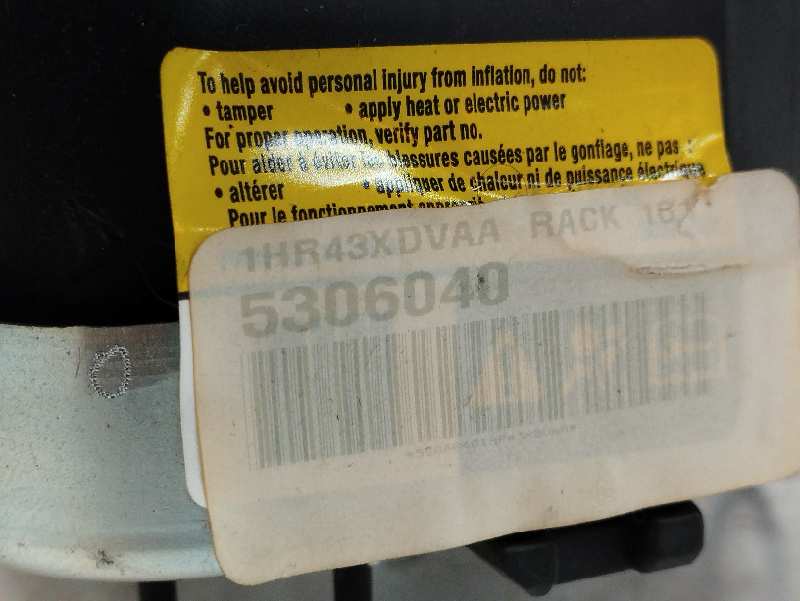 To help avoid personal injury from inflation, do not:
• tamper • apply heat or electric power
For proper operation, verify part no.
Pour aider à éviter les blessures causées par le gonflage, ne pas :
• altérer • appliquer de chaleur ni de puissance électrique
Pour le fonctionnement
1HR43XDVAA RACK
5306040